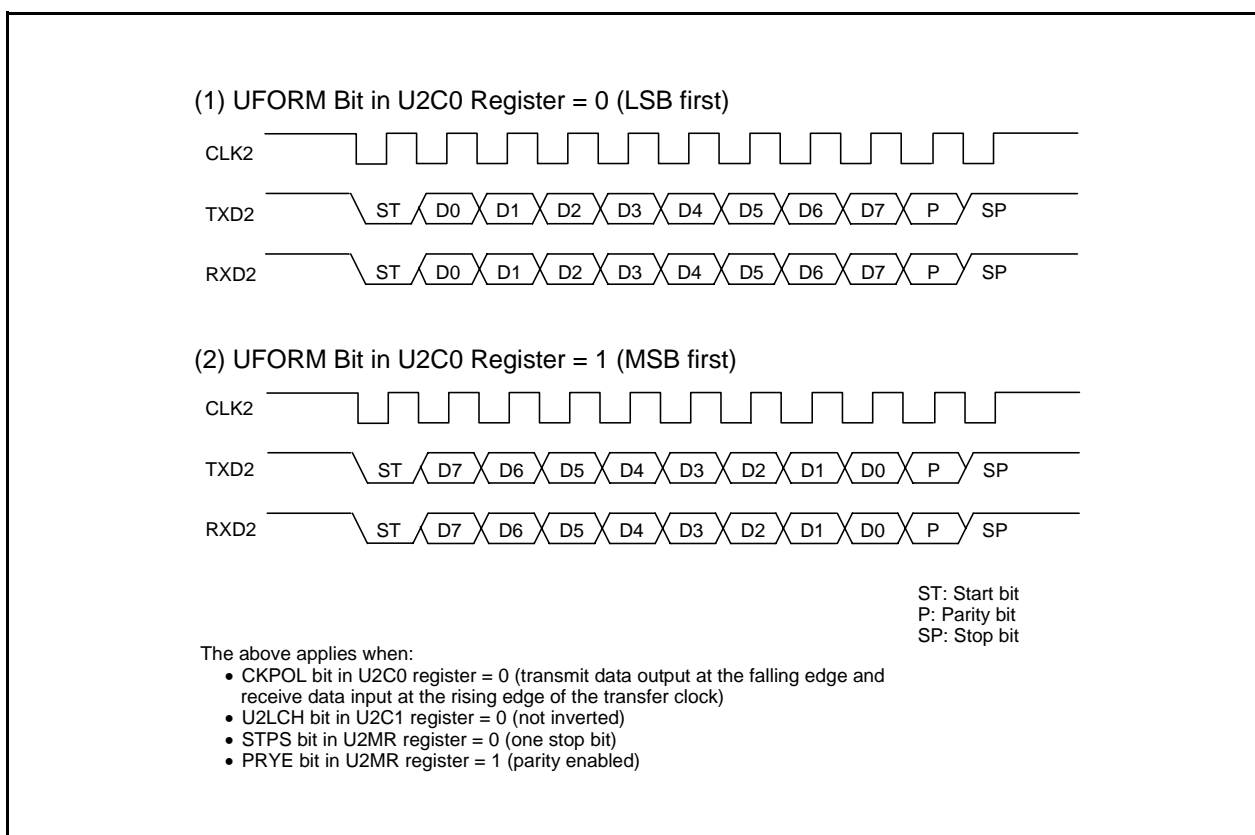 (1) UFORM Bit in U2C0 Register = 0 (LSB first)
CLK2
TXD2 ST D0 D1 D2 D3 D4 D5 D6 D7 P SP
RXD2 ST D0 D1 D2 D3 D4 D5 D6 D7 P SP
(2) UFORM Bit in U2C0 Register = 1 (MSB first)
CLK2
TXD2 ST D7 D6 D5 D4 D3 D2 D1 D0 P SP
RXD2 ST D7 D6 D5 D4 D3 D2 D1 D0 P SP
ST: Start bit
P: Parity bit
SP: Stop bit
The above applies when:
• CKPOL bit in U2C0 register = 0 (transmit data output at the falling edge and
receive data input at the rising edge of the transfer clock)
• U2LCH bit in U2C1 register = 0 (not inverted)
• STPS bit in U2MR register = 0 (one stop bit)
• PRYE bit in U2MR register = 1 (parity enabled)